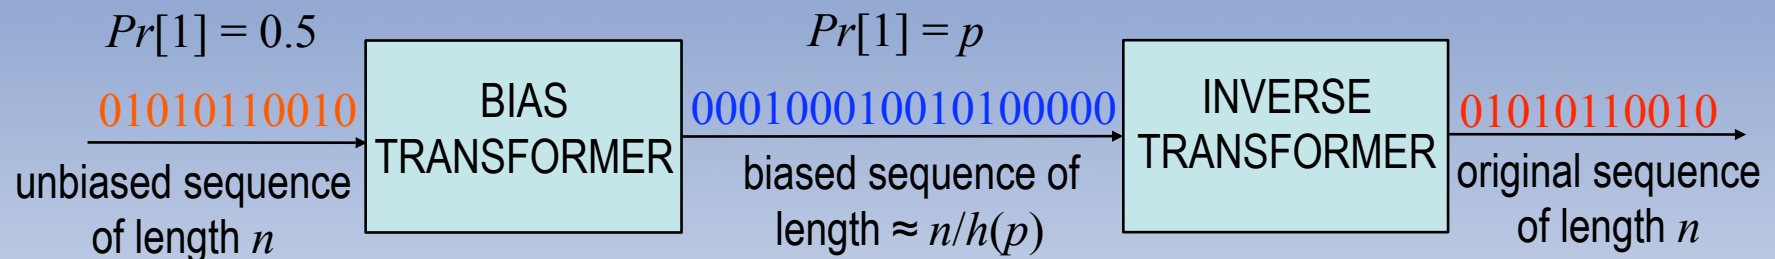 Pr[1] = 0.5
01010110010
unbiased sequence
of length n
BIAS
TRANSFORMER
Pr[1] = p
000100010010100000
biased sequence of
length ≈ n/h(p)
INVERSE
TRANSFORMER
01010110010
original sequence
of length n